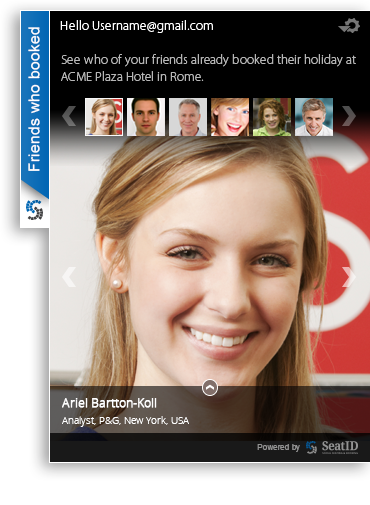 Friends who booked
Hello Username@gmail.com
See who of your friends already booked their holiday at
ACME Plaza Hotel in Rome.
Ariel Bartton-Koll
Analyst, P&G, New York, USA
Powered by SeatID